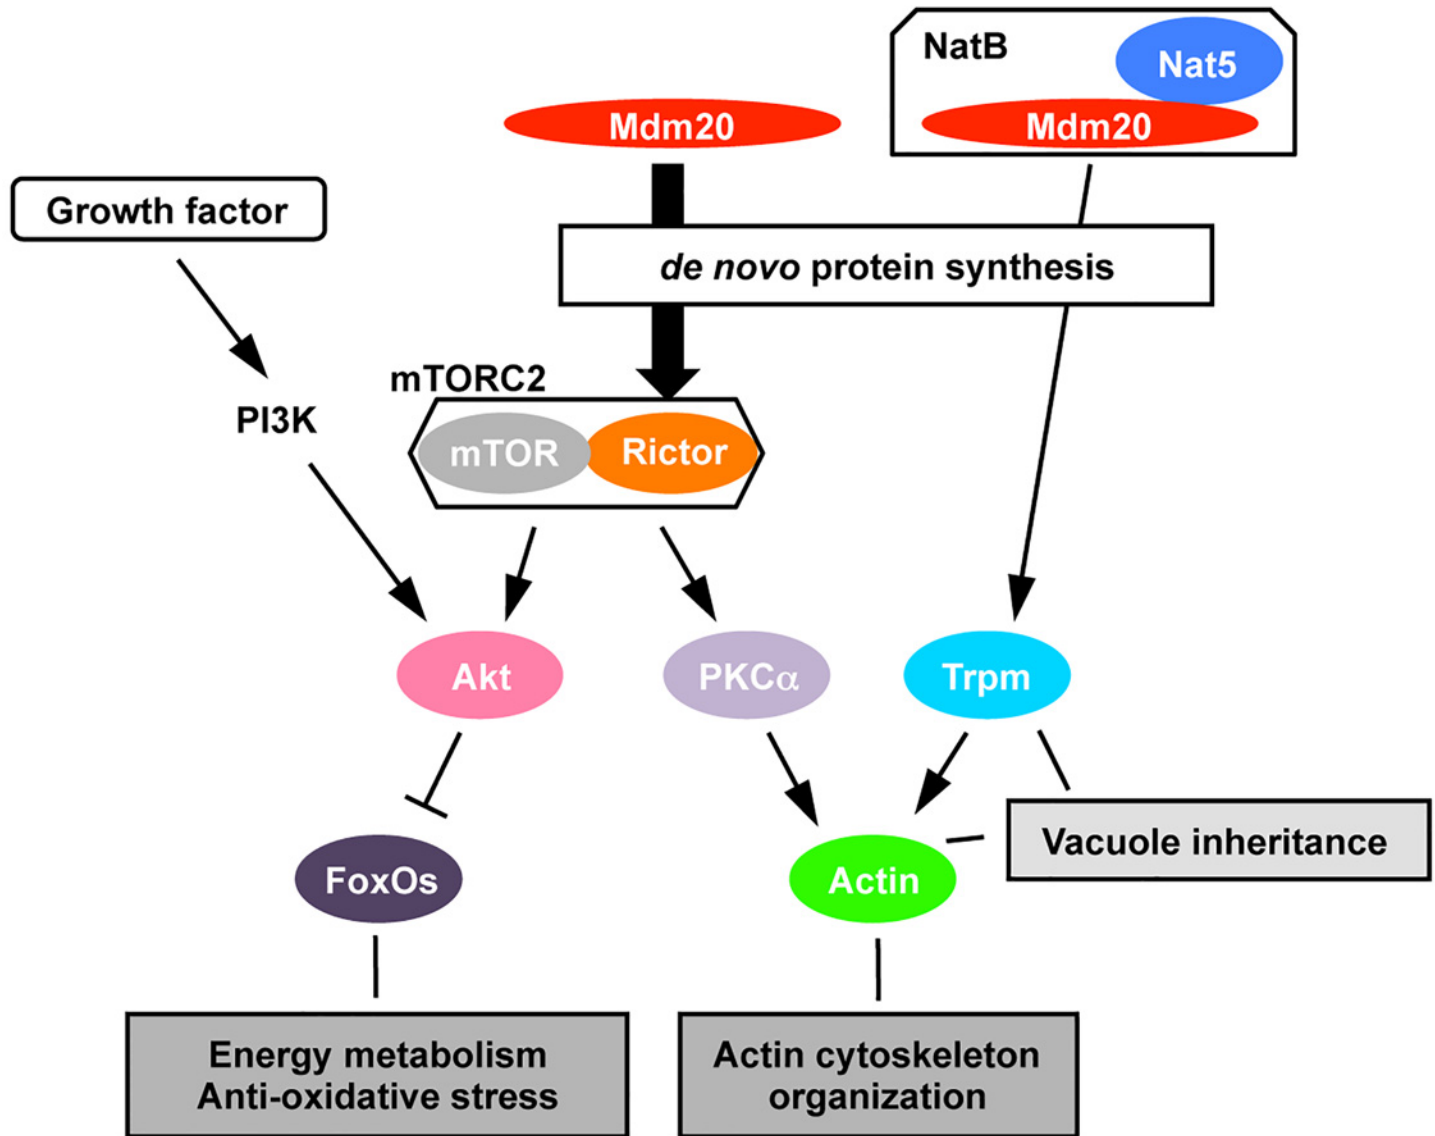 NatB
Nat5
Mdm20
Mdm20
Growth factor
de novo protein synthesis
mTORC2
PI3K
mTOR
Rictor
Akt
PKCα
Trpm
Vacuole inheritance
FoxOs
Actin
Energy metabolism
Anti-oxidative stress
Actin cytoskeleton
organization